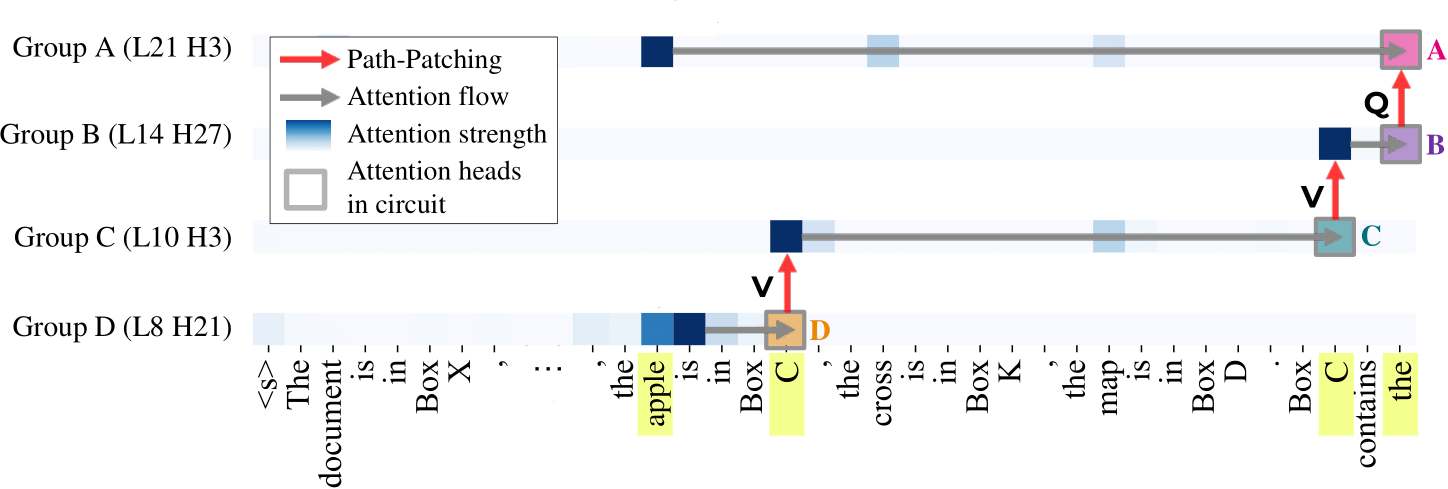 Group A (L21 H3)
Path-Patching
Attention flow
Attention strength
Attention heads
in circuit
A
Q
Group B (L14 H27)
B
V
Group C (L10 H3)
C
V
Group D (L8 H21)
D
<s>
The
document
is
in
Box
X
,
...
,
the
apple
is
in
Box
C
,
the
cross
is
in
Box
K
,
the
map
is
in
Box
D
.
Box
C
contains
the